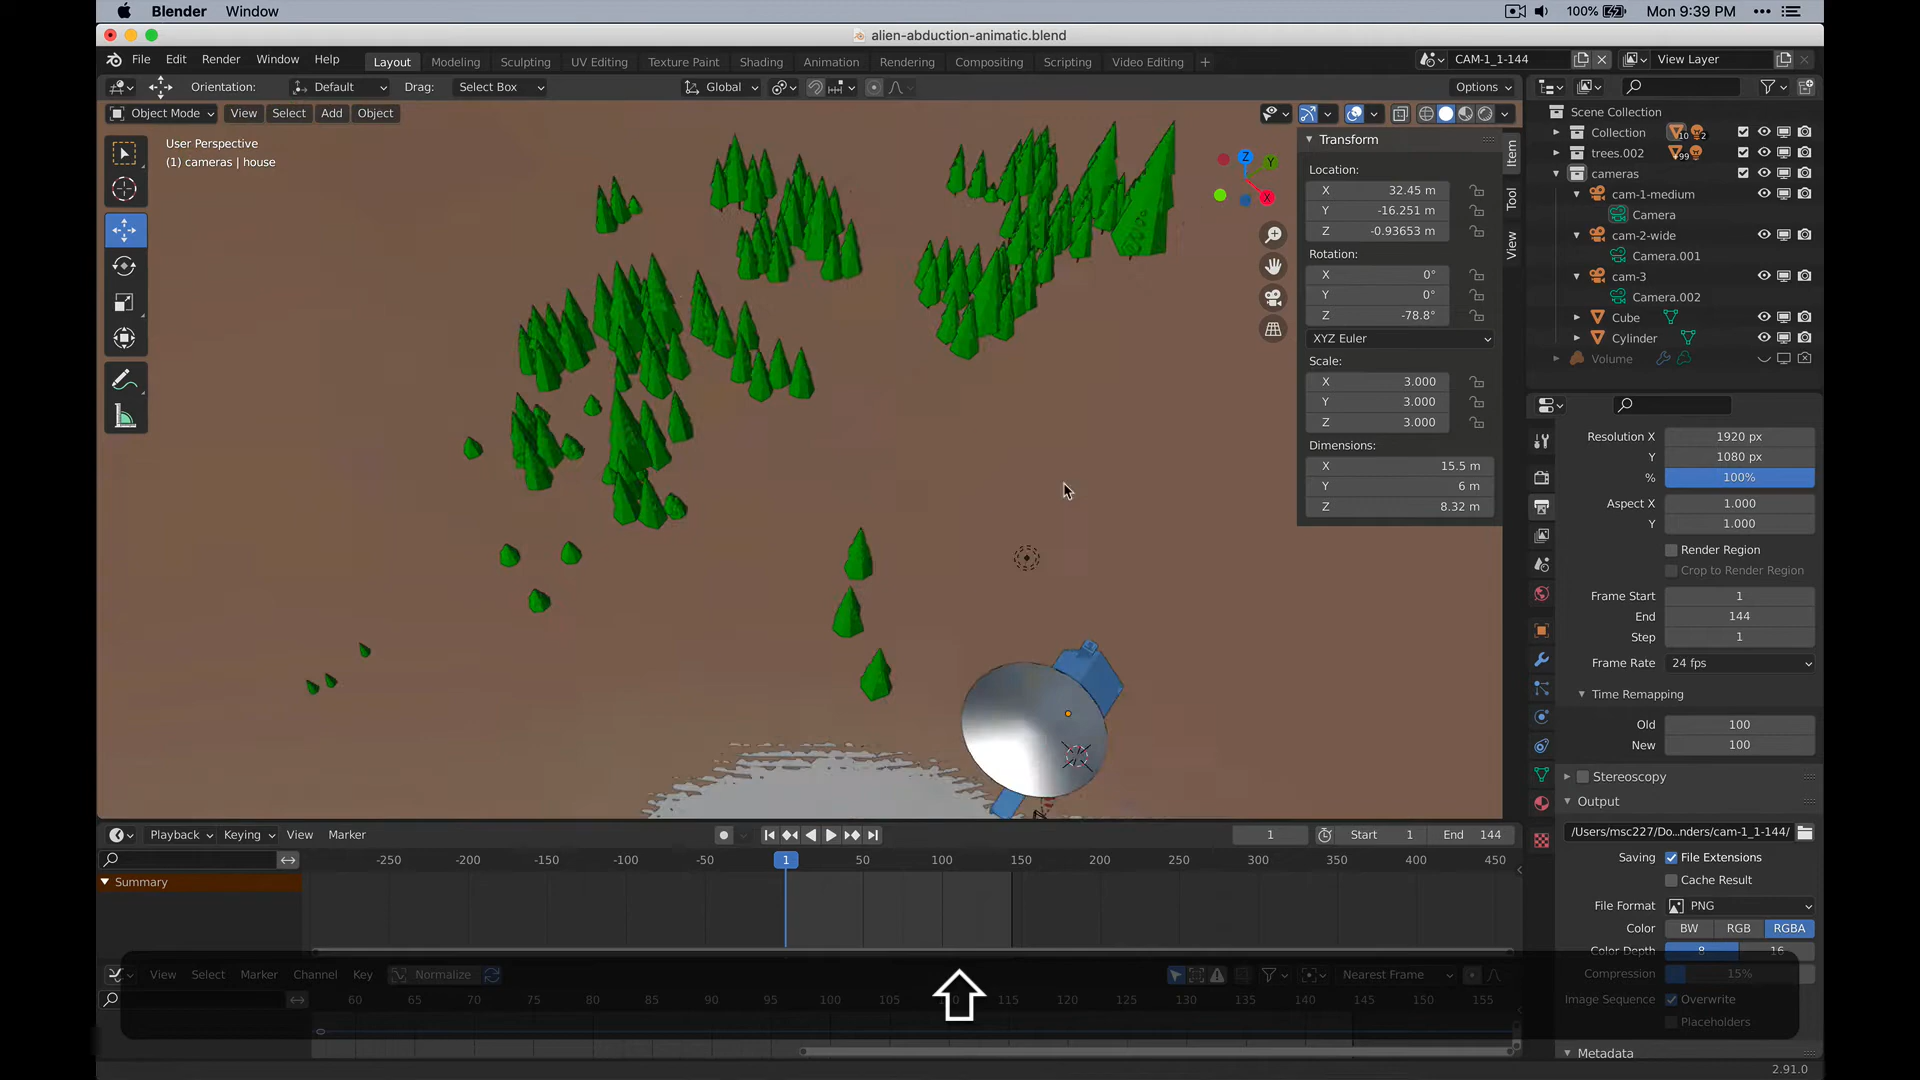 Blender Window
100% Mon 9:39 PM
alien-abduction-animatic.blend
File Edit Render Window Help
Layout Modeling Sculpting UV Editing Texture Paint Shading Animation Rendering Compositing Scripting Video Editing +
CAM-1_1-144
View Layer
Orientation: Default Drag: Select Box Global Options
Object Mode View Select Add Object
User Perspective
(1) cameras | house
Z
Y
X
Transform
Location:
X 32.45 m
Y -16.251 m
Z -0.93653 m
Rotation:
X 0°
Y 0°
Z -78.8°
XYZ Euler
Scale:
X 3.000
Y 3.000
Z 3.000
Dimensions:
X 15.5 m
Y 6 m
Z 8.32 m
Item
Tool
View
Scene Collection
Collection 10 2
trees.002 99
cameras
cam-1-medium
Camera
cam-2-wide
Camera.001
cam-3
Camera.002
Cube
Cylinder
Volume
Resolution X 1920 px
Y 1080 px
% 100%
Aspect X 1.000
Y 1.000
Render Region
Crop to Render Region
Frame Start 1
End 144
Step 1
Frame Rate 24 fps
Time Remapping
Old 100
New 100
Stereoscopy
Output
/Users/msc227/Do...nders/cam-1_1-144/
Saving File Extensions
Cache Result
File Format PNG
Color BW RGB RGBA
Color Depth 8 16
Compression 15%
Image Sequence Overwrite
Placeholders
Metadata
2.91.0
Playback Keying View Marker
1 Start 1 End 144
-250 -200 -150 -100 -50 1 50 100 150 200 250 300 350 400 450
Summary
View Select Marker Channel Key Normalize Nearest Frame
60 65 70 75 80 85 90 95 100 105 110 115 120 125 130 135 140 145 150 155